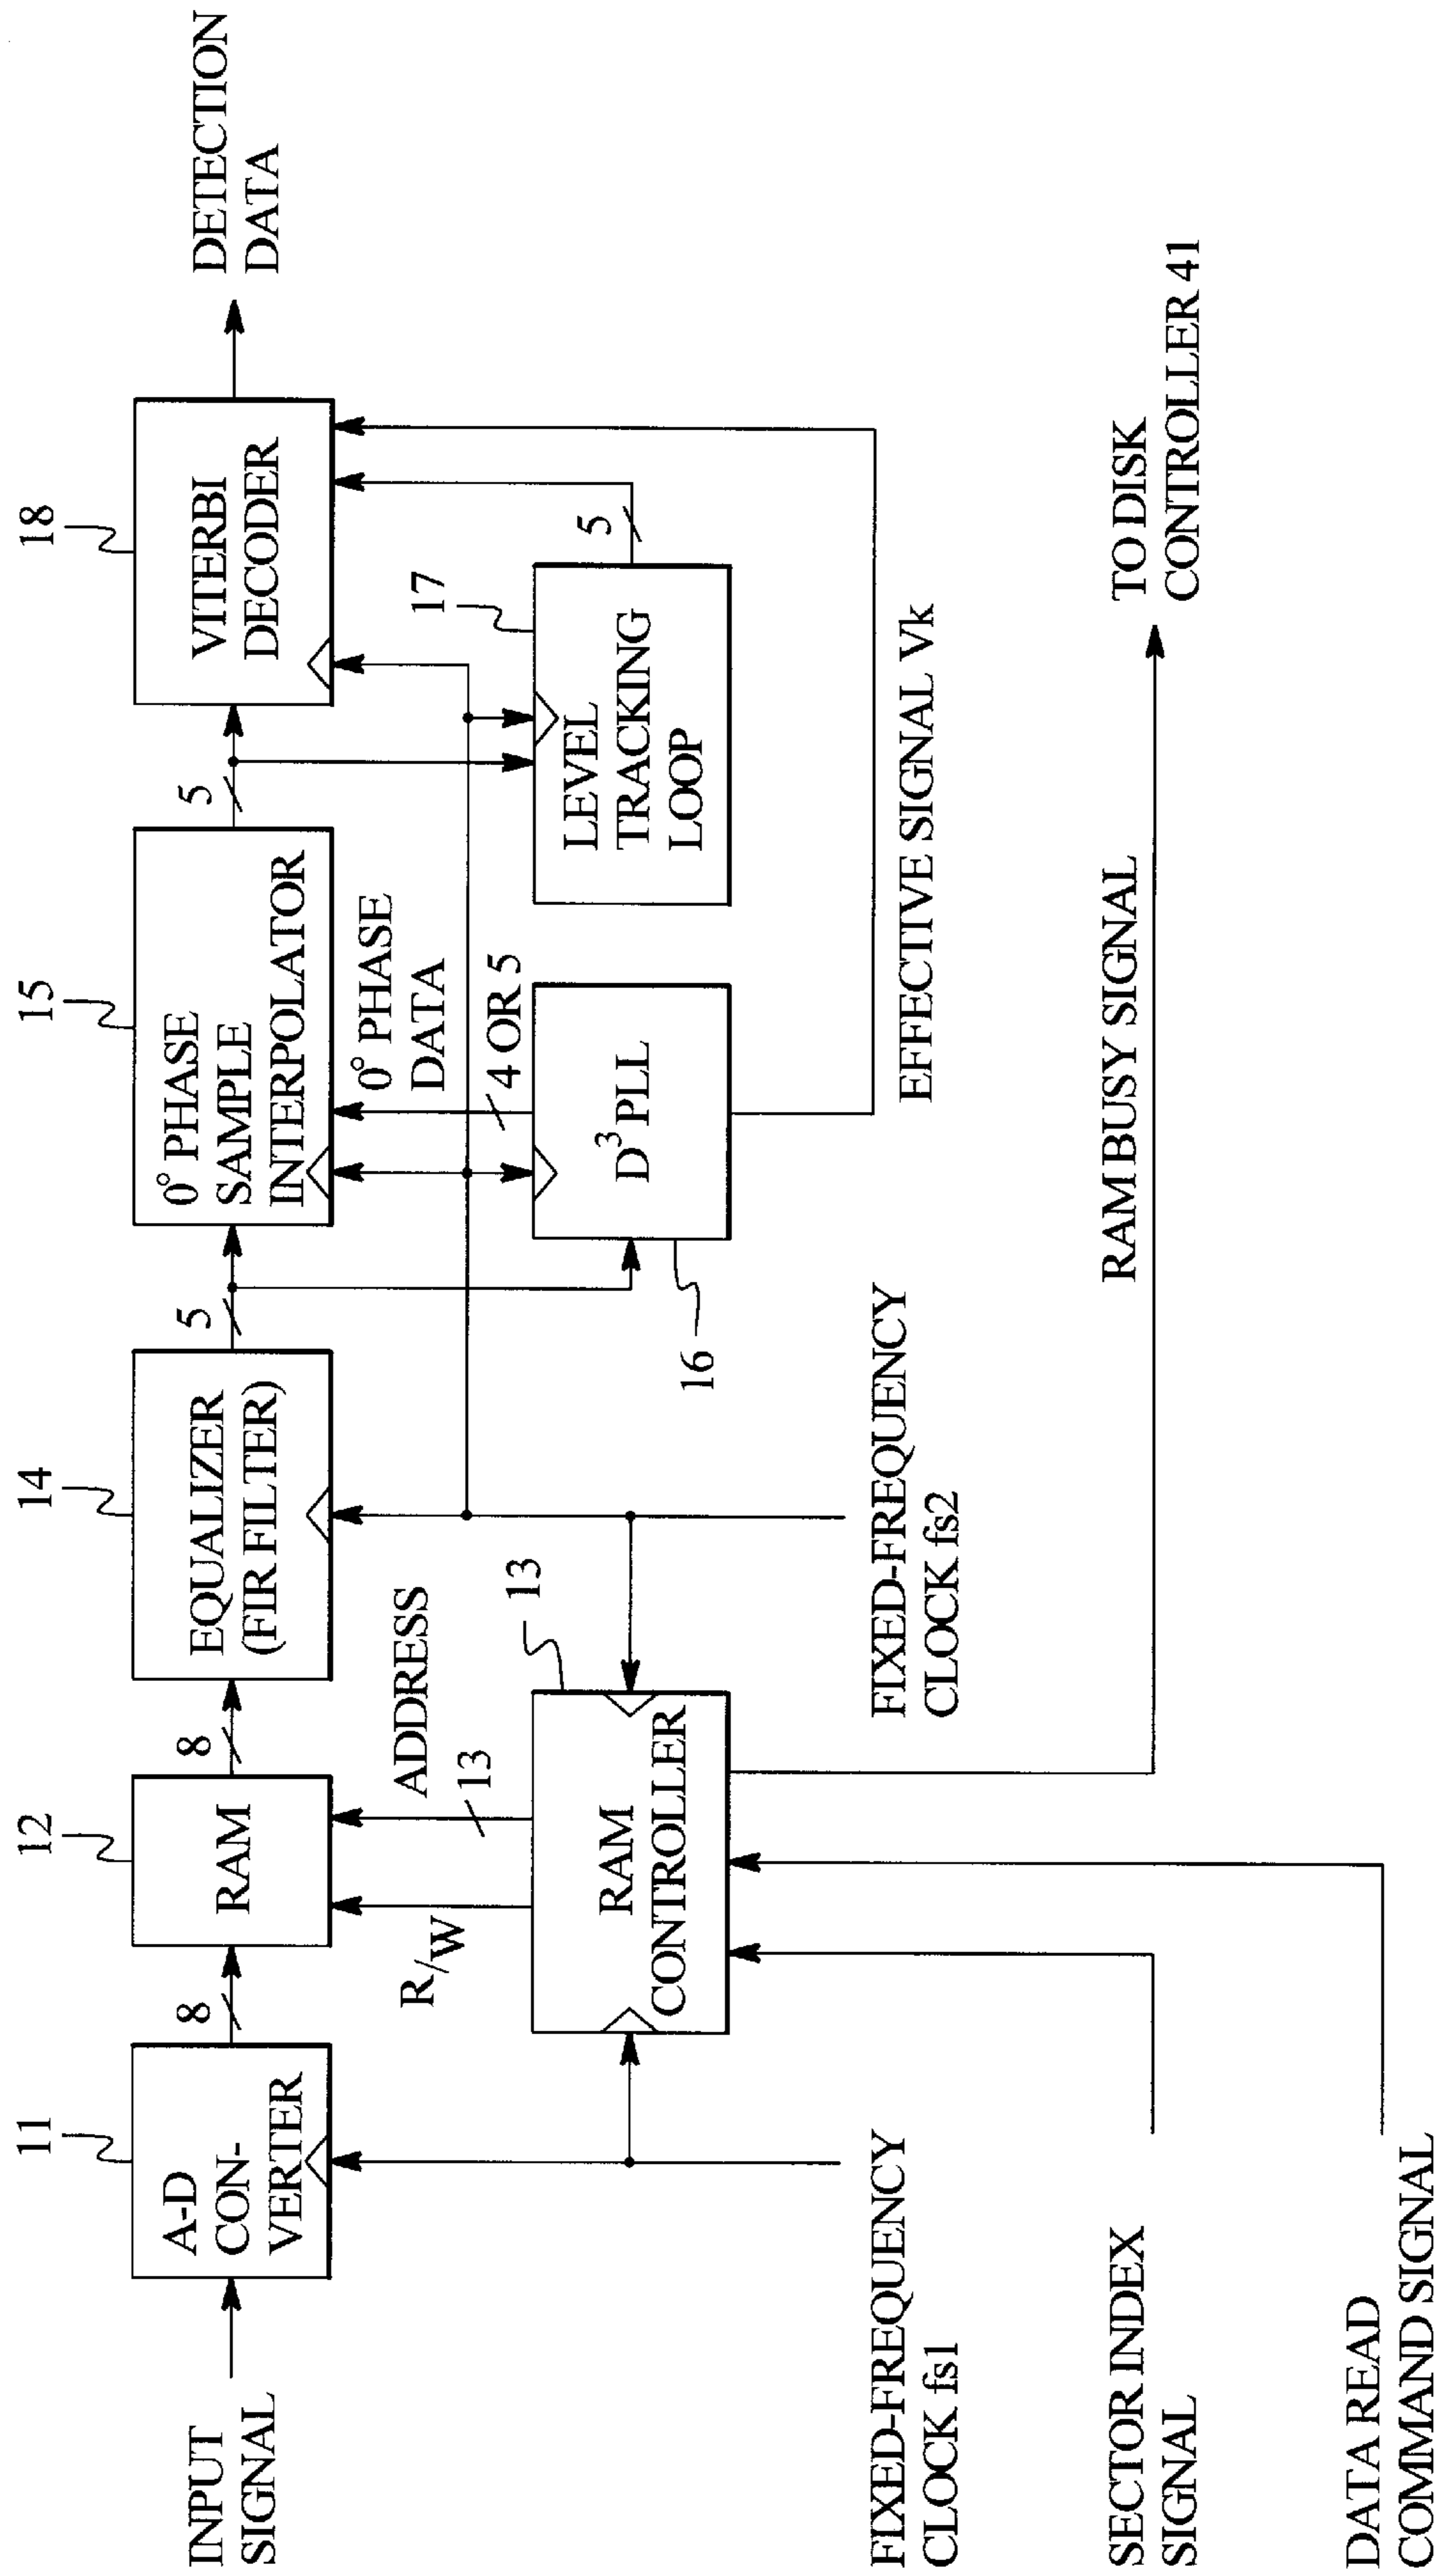 INPUT
SIGNAL
11
A-D
CON-
VERTER
8
12
RAM
8
14
EQUALIZER
(FIR FILTER)
5
15
0° PHASE
SAMPLE
INTERPOLATOR
5
18
VITERBI
DECODER
DETECTION
DATA
R/W
ADDRESS
13
13
RAM
CONTROLLER
0° PHASE
DATA
4 OR 5
D³ PLL
16
17
LEVEL
TRACKING
LOOP
5
FIXED-FREQUENCY
CLOCK fs1
FIXED-FREQUENCY
CLOCK fs2
EFFECTIVE SIGNAL Vk
SECTOR INDEX
SIGNAL
RAMBUSY SIGNAL
TO DISK
CONTROLLER 41
DATA READ
COMMAND SIGNAL